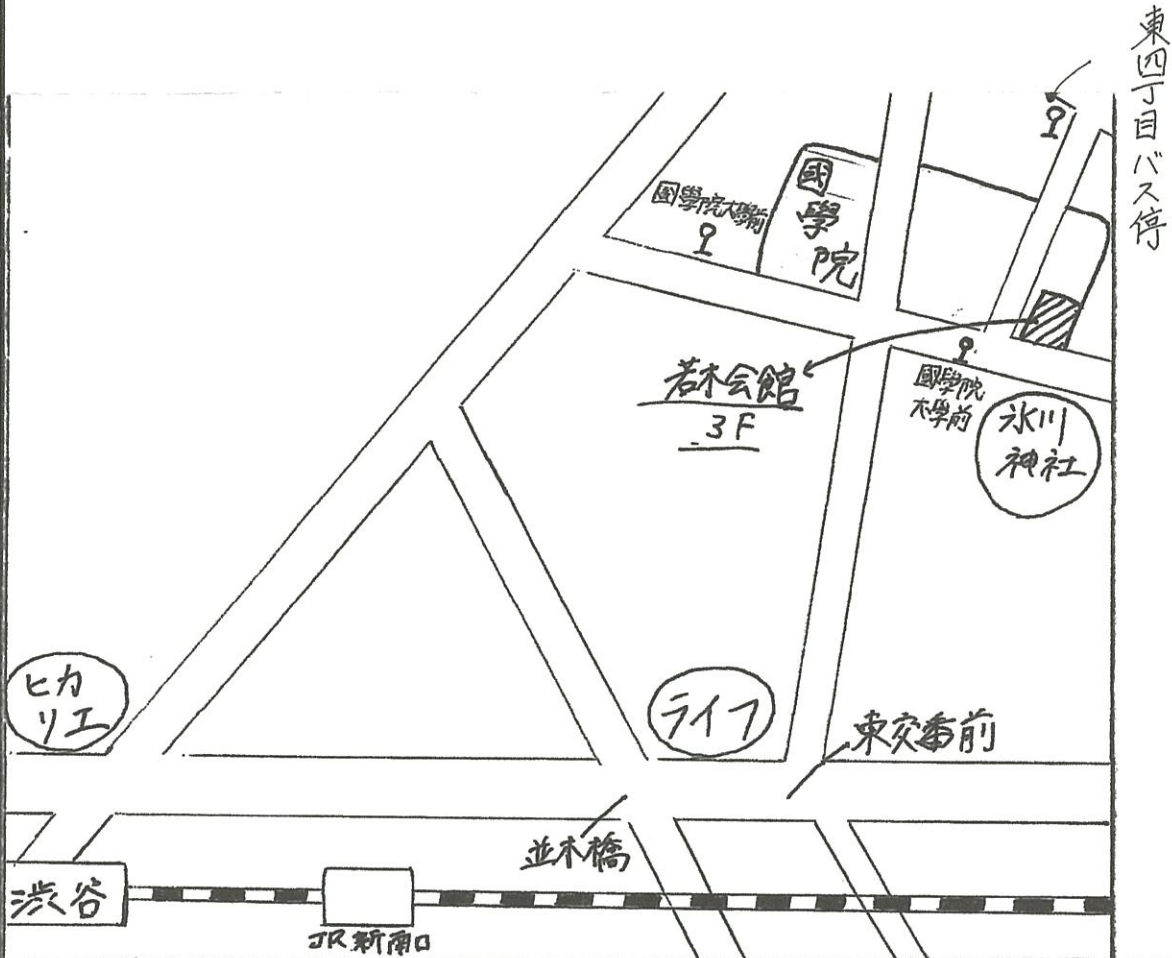 東四丁目バス停
國學院大學前
國學院
若木会館
3F
國學院
大學前
氷川
神社
ヒカ
リエ
ライフ
東交番前
並木橋
渋谷
JR新南口